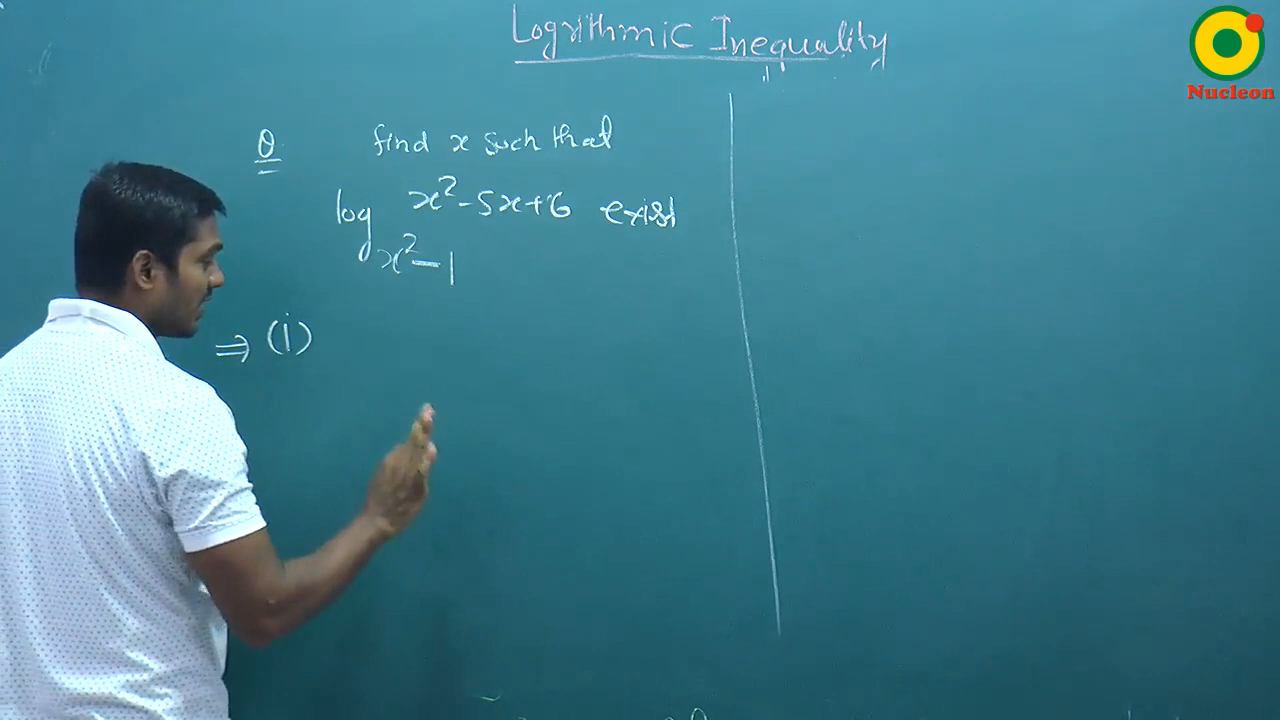 Logrithmic Inequality
Nucleon
Q find x such that
log x²-5x+6 exist
x²-1
⇒ (i)